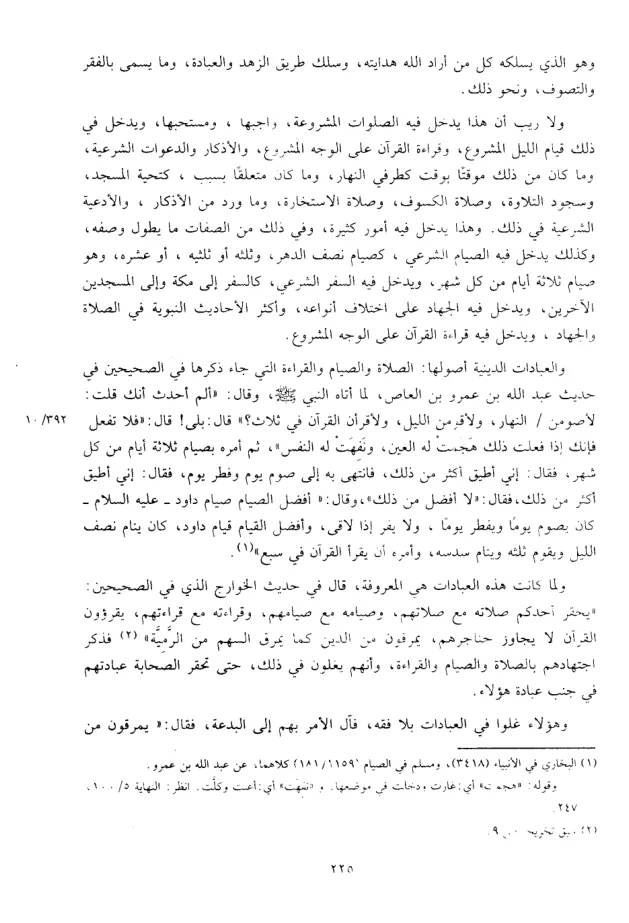 وهو الذي يسلكه كل من أراد الله هدايته، وسلك طريق الزهد والعبادة، وما يسمى بالفقر
والتصوف، ونحو ذلك.
ولا ريب أن هذا يدخل فيه الصلوات المشروعة، واجبها ، ومستحبها، ويدخل في
ذلك قيام الليل المشروع، وقراءة القرآن على الوجه المشروع، والأذكار والدعوات الشرعية،
وما كان من ذلك موقتًا بوقت كطرفي النهار، وما كان متعلقًا بسبب ، كتحية المسجد،
وسجود التلاوة، وصلاة الكسوف، وصلاة الاستخارة، وما ورد من الأذكار ، والأدعية
الشرعية في ذلك. وهذا يدخل فيه أمور كثيرة، وفي ذلك من الصفات ما يطول وصفه،
وكذلك يدخل فيه الصيام الشرعي ، كصيام نصف الدهر، وثلثه أو ثلثيه ، أو عشره، وهو
صيام ثلاثة أيام من كل شهر، ويدخل فيه السفر الشرعي، كالسفر إلى مكة وإلى المسجدين
الآخرين، ويدخل فيه الجهاد على اختلاف أنواعه، وأكثر الأحاديث النبوية في الصلاة
والجهاد ، ويدخل فيه قراءة القرآن على الوجه المشروع.
والعبادات الدينية أصولها: الصلاة والصيام والقراءة التي جاء ذكرها في الصحيحين في
حديث عبد الله بن عمرو بن العاص، لما أتاه النبي ﷺ، وقال: «ألم أحدث أنك قلت:
لأصومن / النهار، ولأقومن الليل، ولأقرأن القرآن في ثلاث؟» قال: بلى! قال: «فلا تفعل ١٠/٣٩٢
فإنك إذا فعلت ذلك هَجَمتْ له العين، ونَفِهَتْ له النفس»، ثم أمره بصيام ثلاثة أيام من كل
شهر، فقال: إني أطيق أكثر من ذلك، فانتهى به إلى صوم يوم وفطر يوم، فقال: إني أطيق
أكثر من ذلك، فقال: «لا أفضل من ذلك»، وقال: «أفضل الصيام صيام داود ـ عليه السلام ـ
كان يصوم يومًا ويفطر يومًا ، ولا يفر إذا لاقى، وأفضل القيام قيام داود، كان ينام نصف
الليل ويقوم ثلثه وينام سدسه، وأمره أن يقرأ القرآن في سبع»(١).
ولما كانت هذه العبادات هي المعروفة، قال في حديث الخوارج الذي في الصحيحين:
«يحقر أحدكم صلاته مع صلاتهم، وصيامه مع صيامهم، وقراءته مع قراءتهم، يقرؤون
القرآن لا يجاوز حناجرهم، يمرقون من الدين كما يمرق السهم من الرَّمِيَّة» (٢) فذكر
اجتهادهم بالصلاة والصيام والقراءة، وأنهم يغلون في ذلك، حتى تحقر الصحابة عبادتهم
في جنب عبادة هؤلاء.
وهؤلاء غلوا في العبادات بلا فقه، فآل الأمر بهم إلى البدعة، فقال: «يمرقون من
(١) البخاري في الأنبياء (٣٤١٨)، ومسلم في الصيام (١٨١/١١٥٩) كلاهما، عن عبد الله بن عمرو.
وقوله: «هجمت» أي: غارت ودخلت في موضعها. و «نفهت» أي: أعيت وكلَّت. انظر: النهاية ٥/ ١٠٠،
٢٤٧.
(٢) سبق تخريجه ص ٩.
٢٢٥